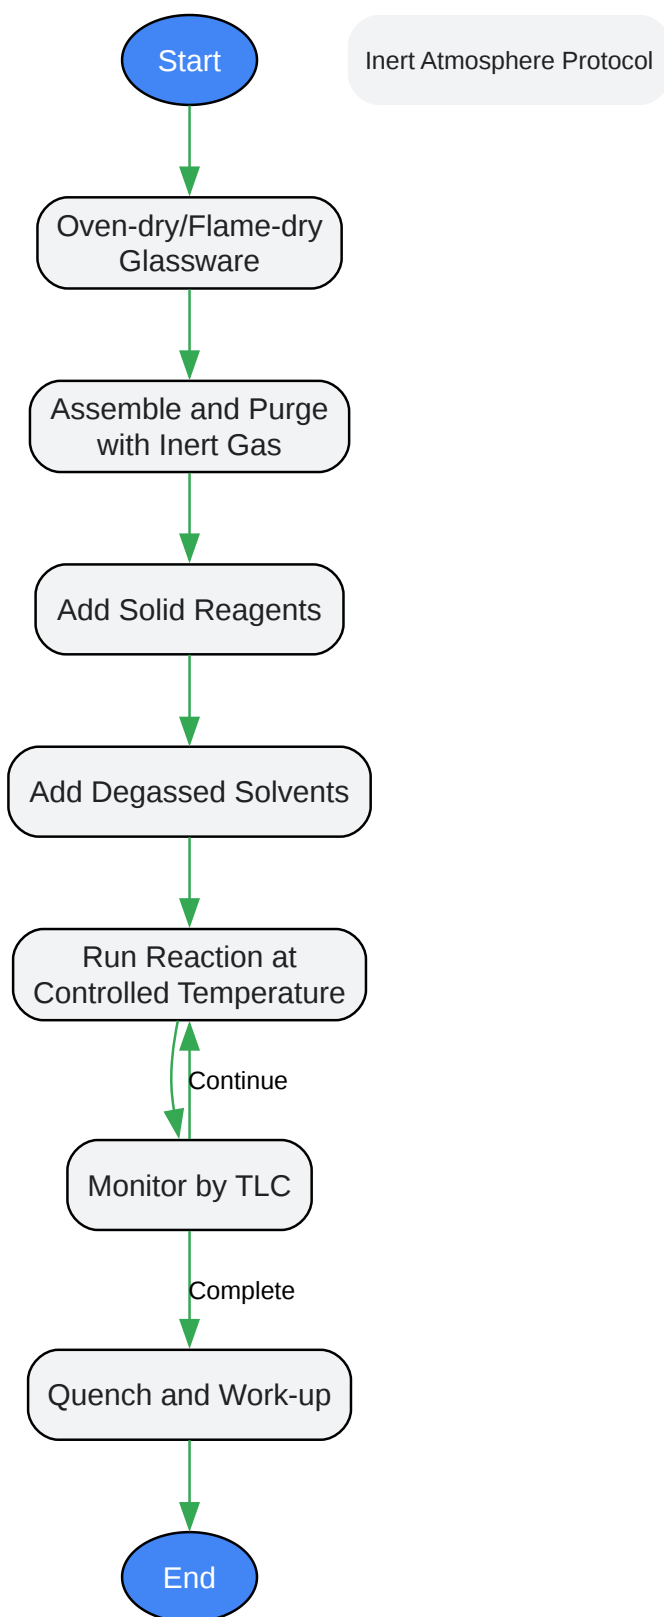 Start
Inert Atmosphere Protocol
Oven-dry/Flame-dry
Glassware
Assemble and Purge
with Inert Gas
Add Solid Reagents
Add Degassed Solvents
Run Reaction at
Controlled Temperature
Continue
Monitor by TLC
Complete
Quench and Work-up
End